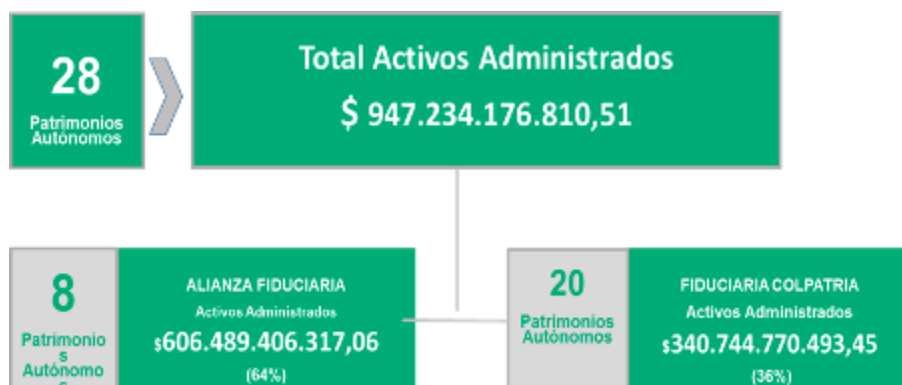 28
Patrimonios
Autónomos
Total Activos Administrados
$ 947.234.176.810,51
8
Patrimonio
s
Autónomo
s
ALIANZA FIDUCIARIA
Activos Administrados
$606.489.406.317,06
(64%)
20
Patrimonios
Autónomos
FIDUCIARIA COLPATRIA
Activos Administrados
$340.744.770.493,45
(36%)